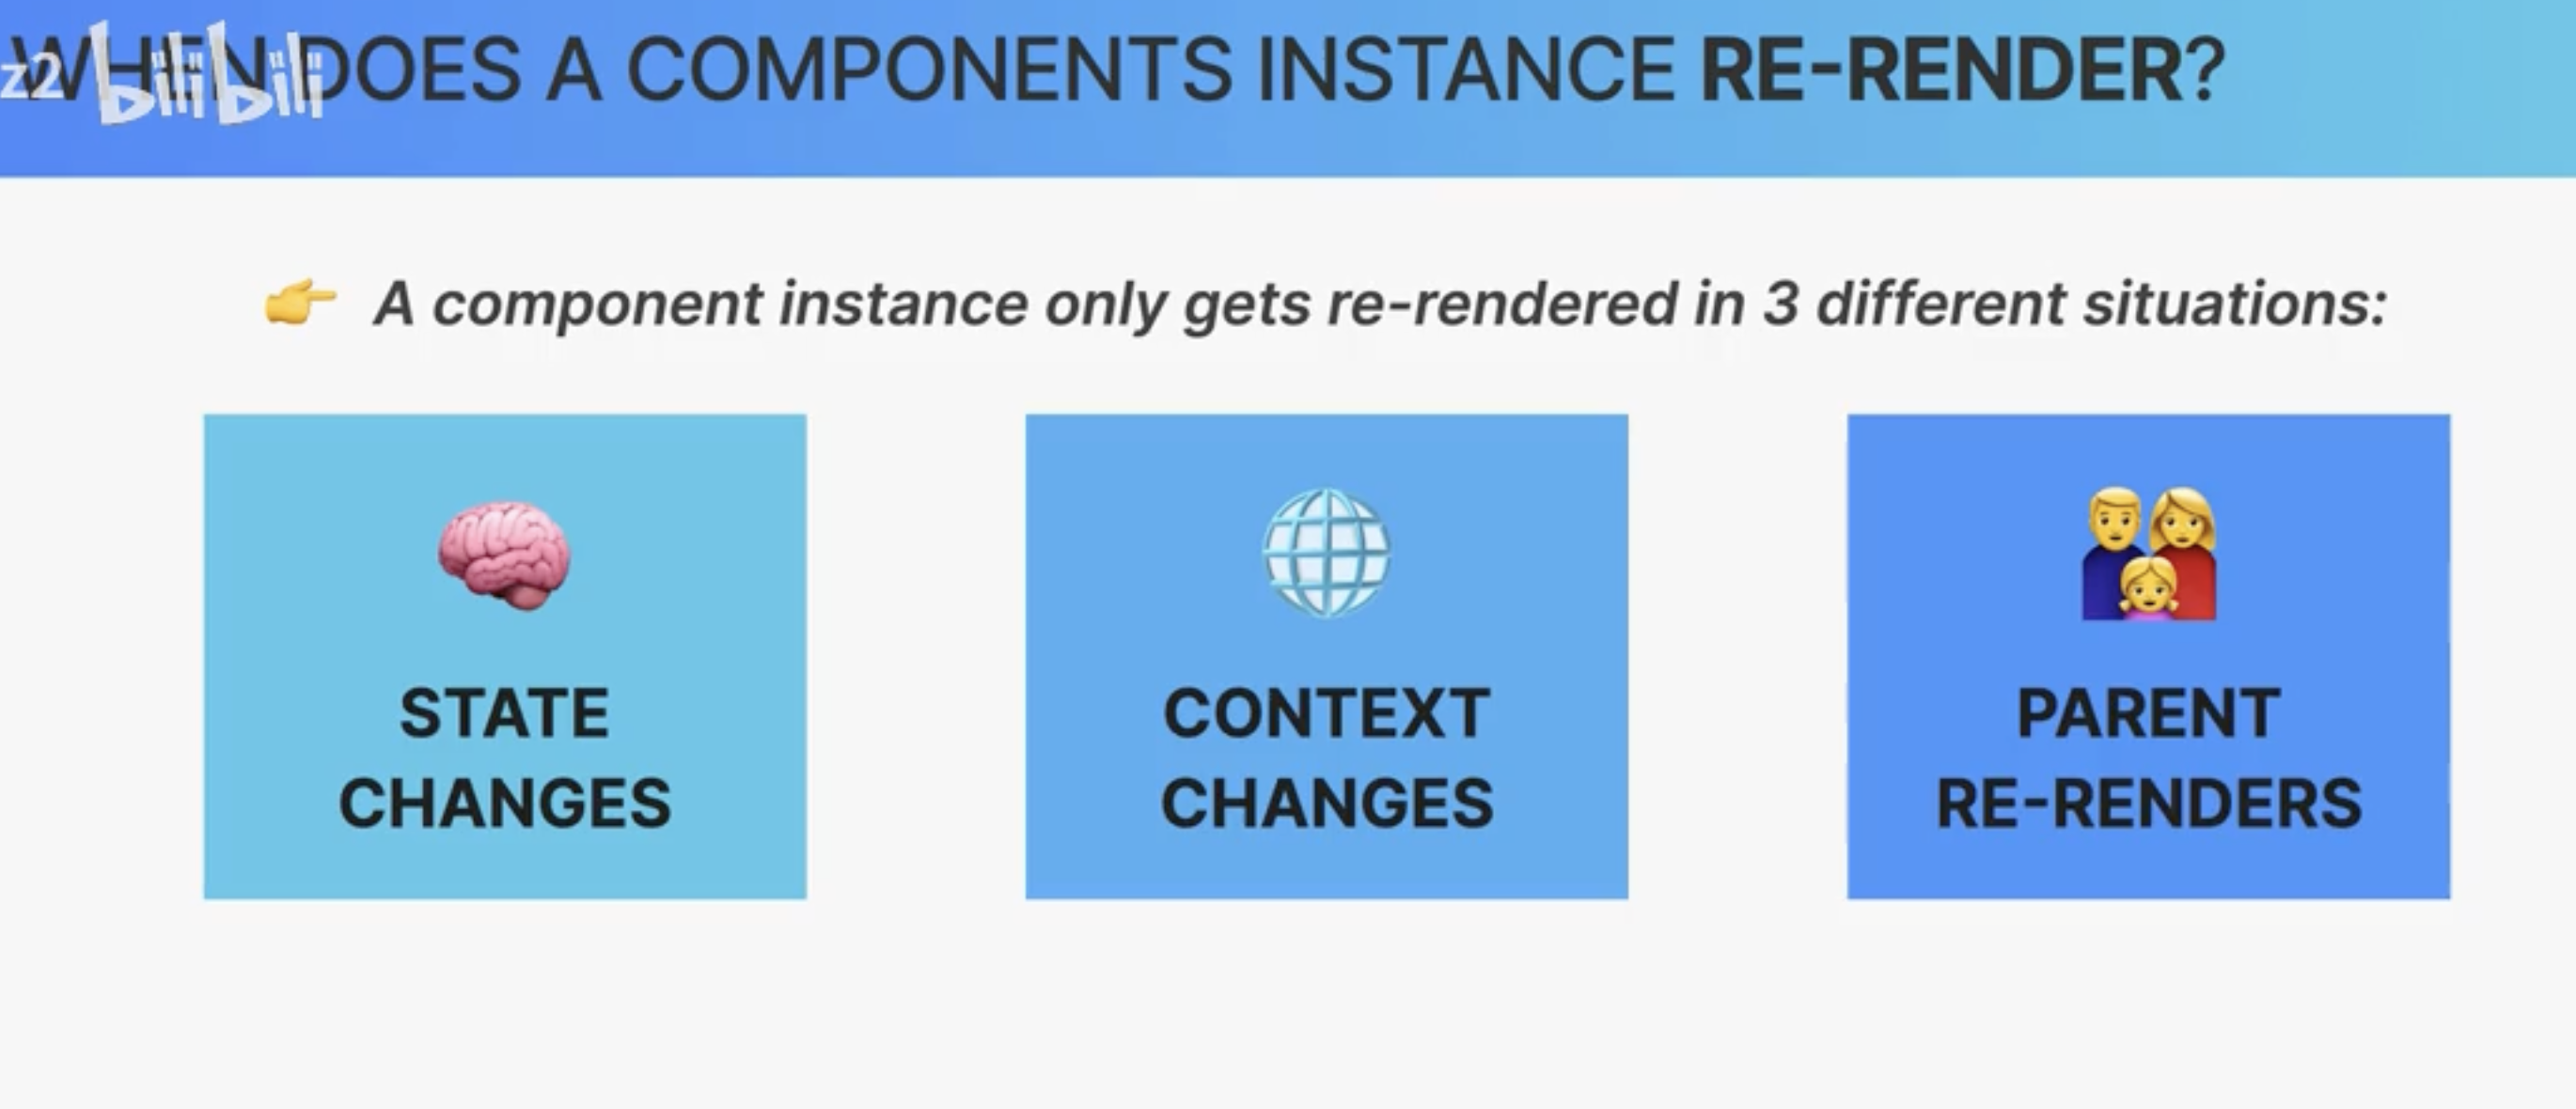 WHEN DOES A COMPONENTS INSTANCE RE-RENDER?
z2 bilibili
👉 A component instance only gets re-rendered in 3 different situations:
STATE
CHANGES
CONTEXT
CHANGES
PARENT
RE-RENDERS